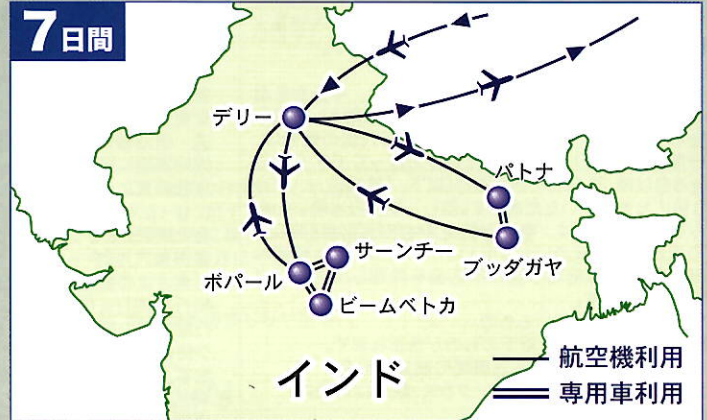 7日間
デリー
パトナ
ブッダガヤ
サーンチー
ボパール
ビームベトカ
インド
航空機利用
専用車利用